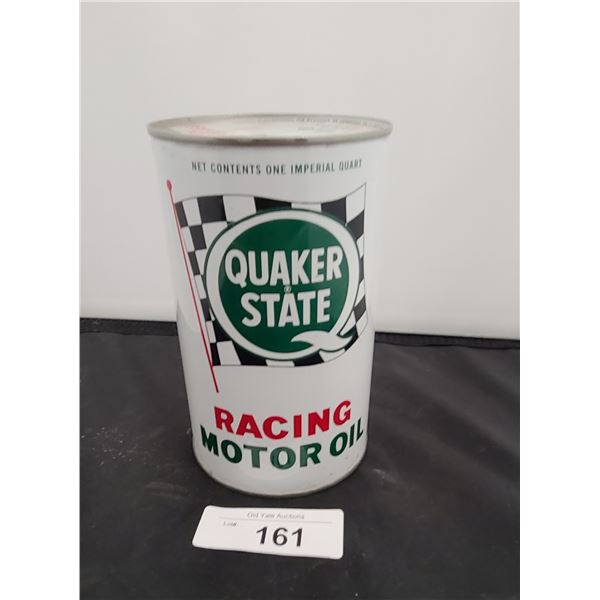 NET CONTENTS ONE IMPERIAL QUART
QUAKER
®
STATE
RACING
MOTOR OIL
Old Yale Auctions
Lot#
161